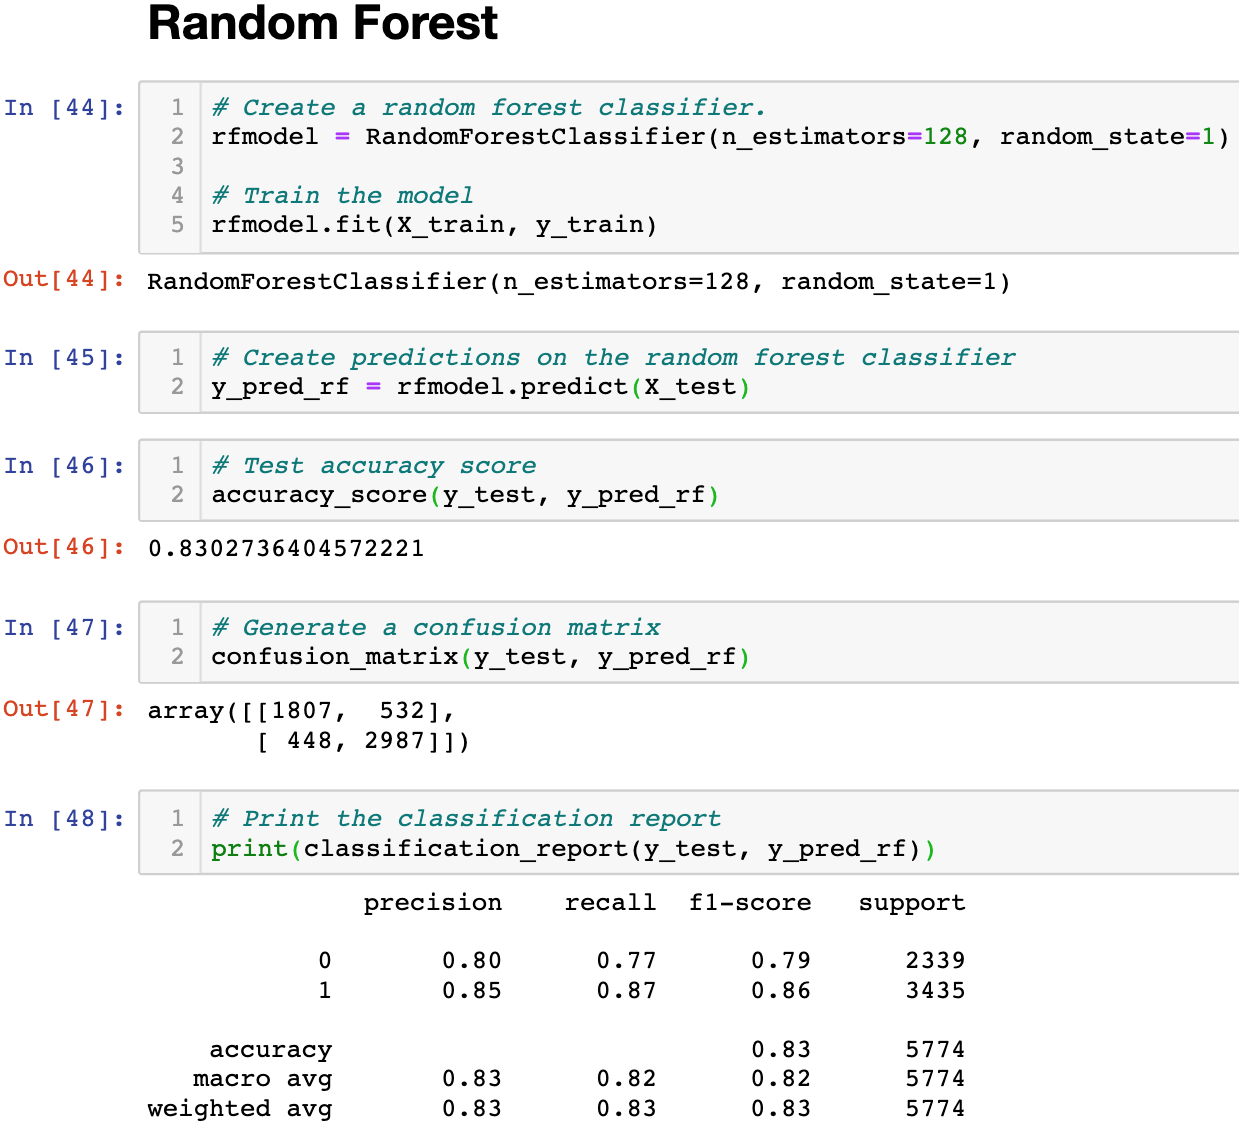 Random Forest
In [44]:
1 # Create a random forest classifier.
2 rfmodel = RandomForestClassifier(n_estimators=128, random_state=1)
3
4 # Train the model
5 rfmodel.fit(X_train, y_train)
Out[44]: RandomForestClassifier(n_estimators=128, random_state=1)
In [45]:
1 # Create predictions on the random forest classifier
2 y_pred_rf = rfmodel.predict(X_test)
In [46]:
1 # Test accuracy score
2 accuracy_score(y_test, y_pred_rf)
Out[46]: 0.8302736404572221
In [47]:
1 # Generate a confusion matrix
2 confusion_matrix(y_test, y_pred_rf)
Out[47]: array([[1807,  532],
       [ 448, 2987]])
In [48]:
1 # Print the classification report
2 print(classification_report(y_test, y_pred_rf))
precision recall f1-score support
0 0.80 0.77 0.79 2339
1 0.85 0.87 0.86 3435
accuracy 0.83 5774
macro avg 0.83 0.82 0.82 5774
weighted avg 0.83 0.83 0.83 5774